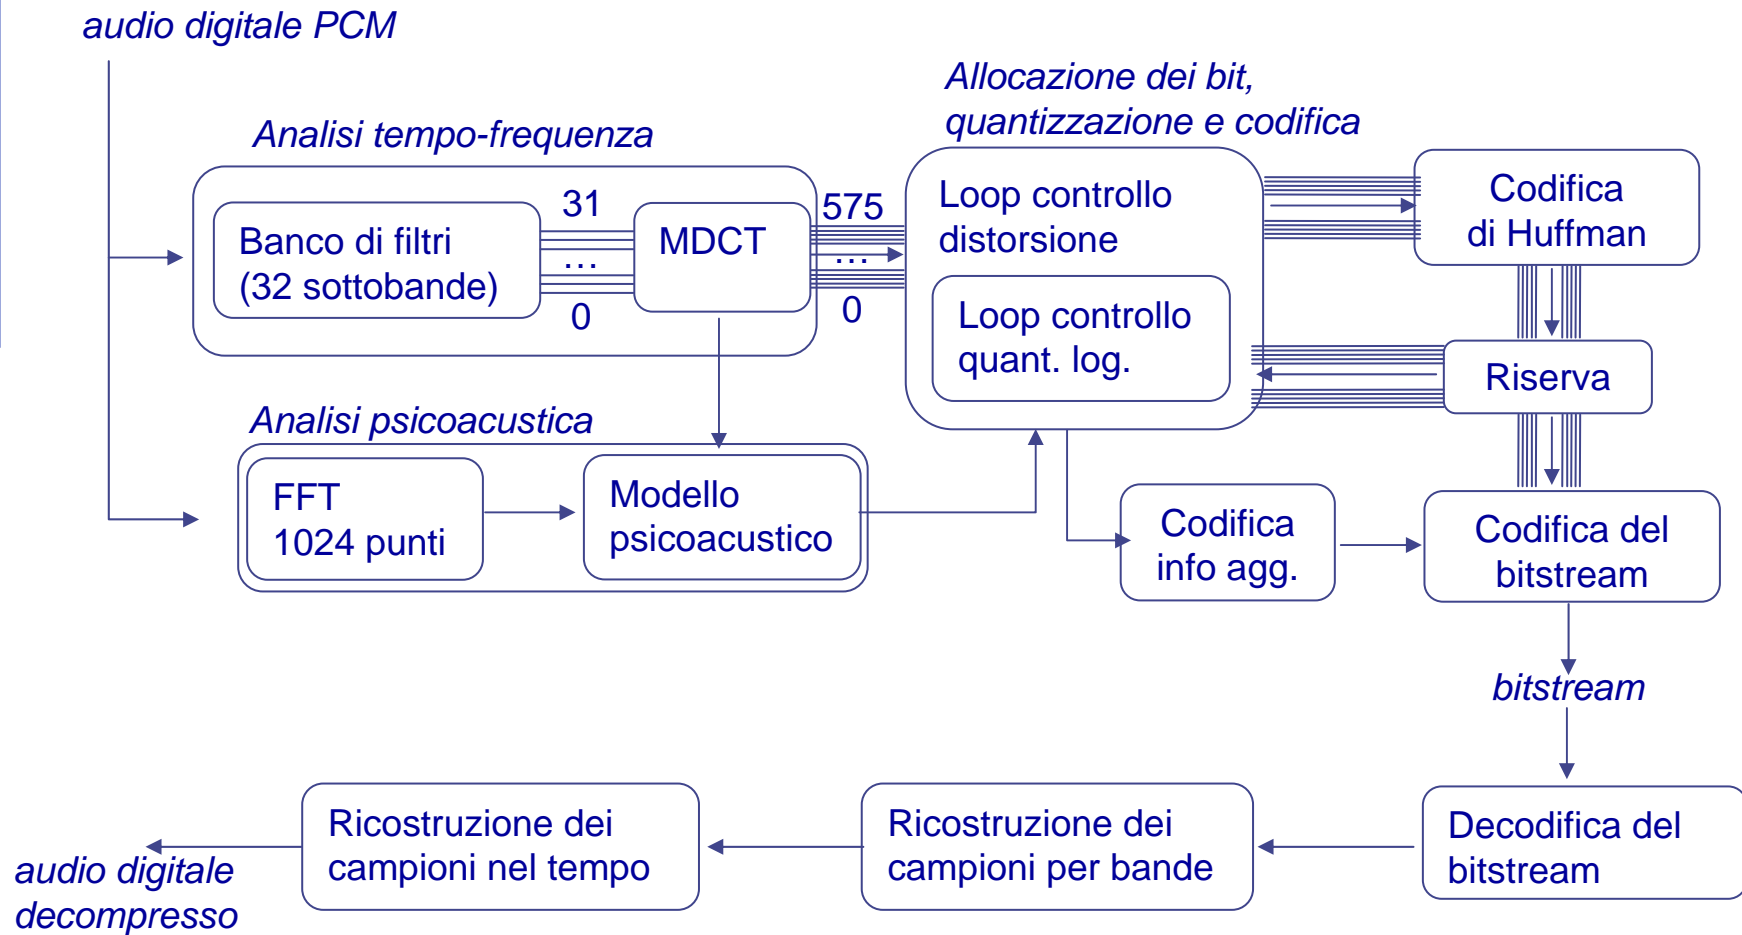 audio digitale PCM
Allocazione dei bit,
quantizzazione e codifica
Analisi tempo-frequenza
Banco di filtri
(32 sottobande)
31
...
0
MDCT
575
...
0
Loop controllo
distorsione
Loop controllo
quant. log.
Codifica
di Huffman
Riserva
Analisi psicoacustica
FFT
1024 punti
Modello
psicoacustico
Codifica
info agg.
Codifica del
bitstream
bitstream
Decodifica del
bitstream
Ricostruzione dei
campioni per bande
Ricostruzione dei
campioni nel tempo
audio digitale
decompresso